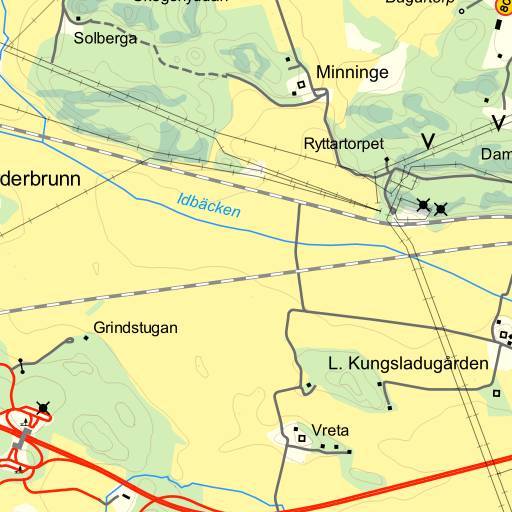 Solberga
Minninge
Ryttartorpet
V
V
Dam
derbrunn
Idbäcken
Grindstugan
L. Kungsladugården
Vreta